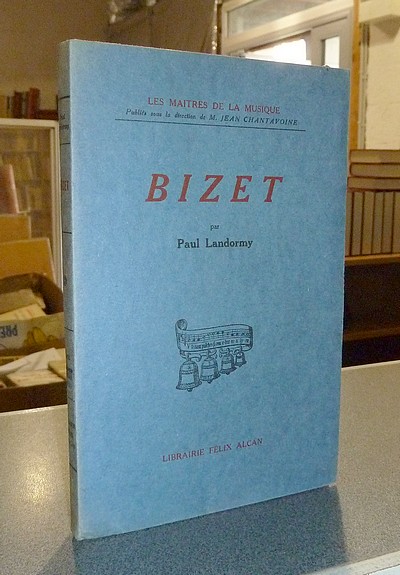 LES MAITRES DE LA MUSIQUE
Publiés sous la direction de M. JEAN CHANTAVOINE
BIZET
par
Paul Landormy
LIBRAIRIE FÉLIX ALCAN